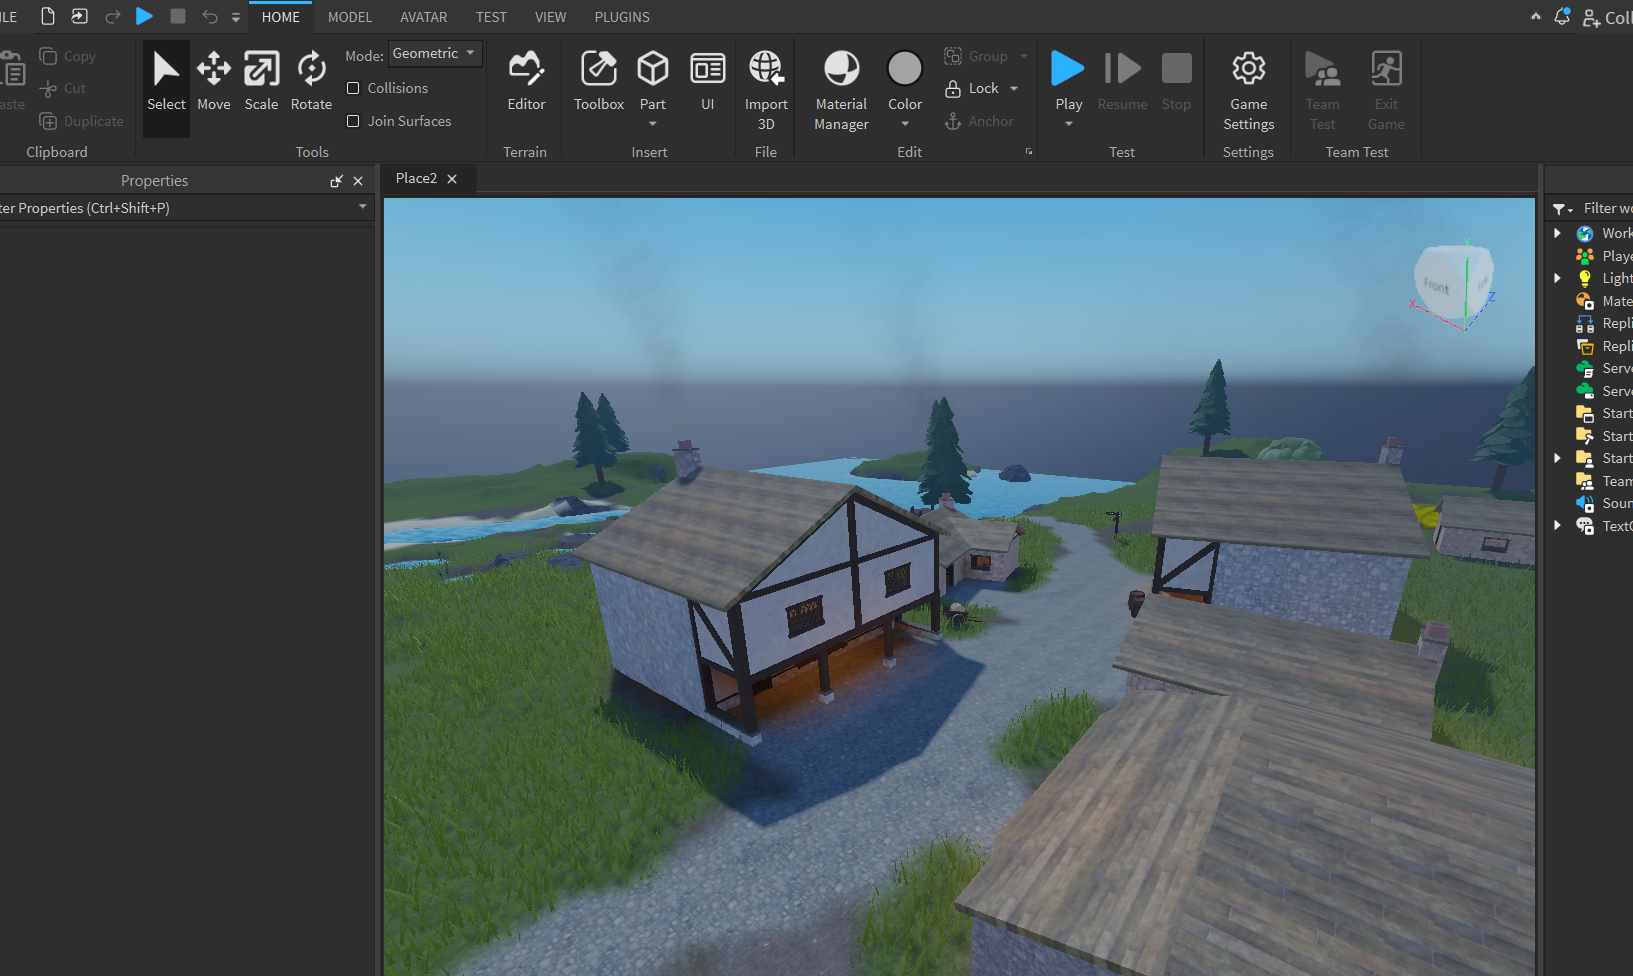 ILE HOME MODEL AVATAR TEST VIEW PLUGINS Coll
Copy
Cut
Duplicate
aste
Clipboard
Select Move Scale Rotate
Mode: Geometric
Collisions
Join Surfaces
Tools
Editor
Terrain
Toolbox Part UI
Insert
Import
3D
File
Material
Manager
Color
Group
Lock
Anchor
Edit
Play Resume Stop
Test
Game
Settings
Settings
Team
Test
Exit
Game
Team Test
Properties
ter Properties (Ctrl+Shift+P)
Place2
Y
Front
X
Z
Filter wo
Work
Playe
Light
Mate
Repli
Repli
Serve
Serve
Start
Start
Start
Team
Soun
TextC